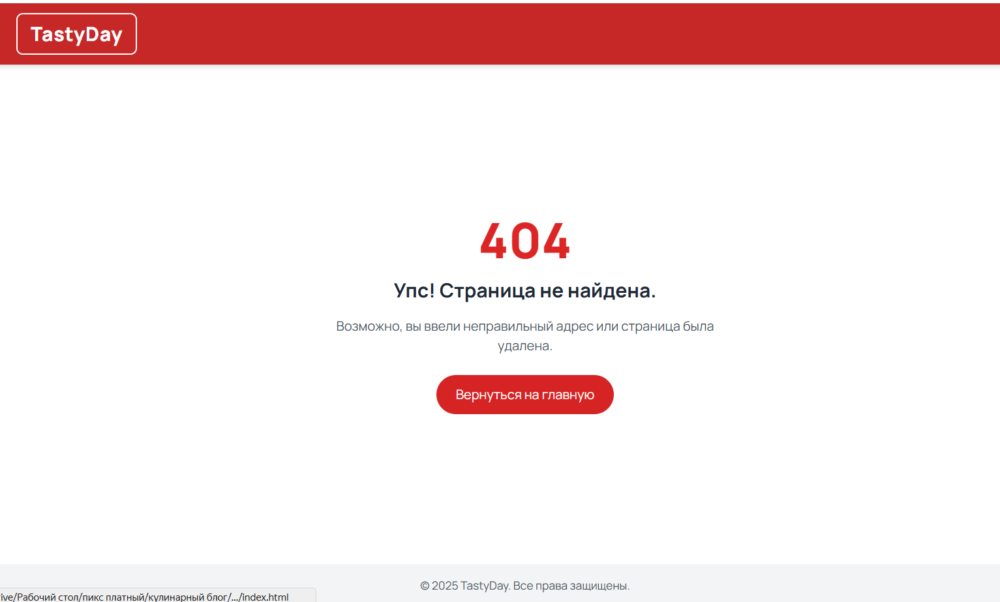 TastyDay
404
Упс! Страница не найдена.
Возможно, вы ввели неправильный адрес или страница была
удалена.
Вернуться на главную
© 2025 TastyDay. Все права защищены.
ive/Рабочий стол/пикс платный/кулинарный блог/.../index.html